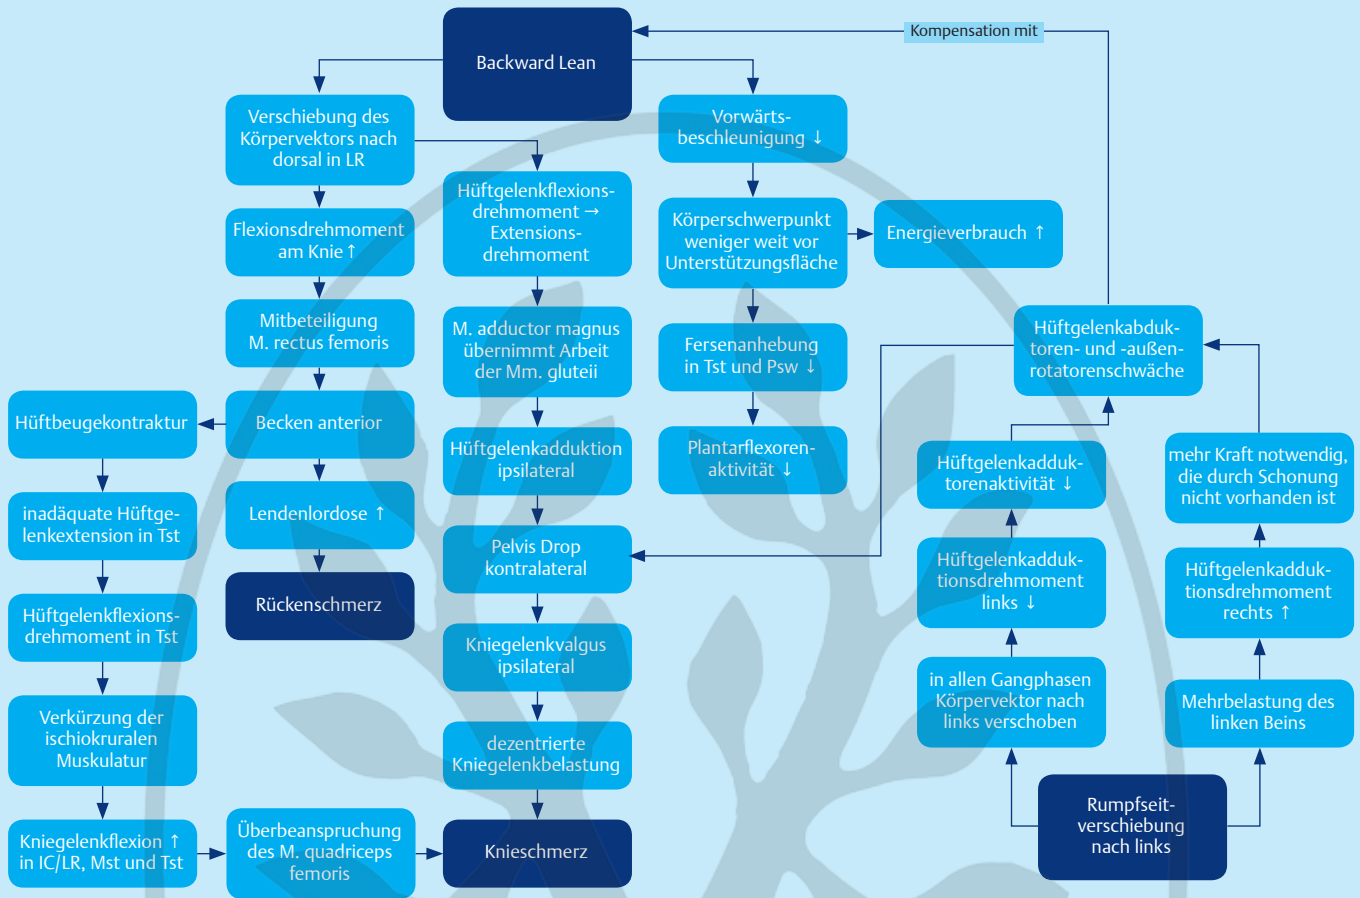 Kompensation mit
Backward Lean
Verschiebung des
Körpervektors nach
dorsal in LR
Vorwärts-
beschleunigung ↓
Hüftgelenkflexions-
drehmoment →
Extensions-
drehmoment
Flexionsdrehmoment
am Knie ↑
Körperschwerpunkt
weniger weit vor
Unterstützungsfläche
Energieverbrauch ↑
Mitbeteiligung
M. rectus femoris
M. adductor magnus
übernimmt Arbeit
der Mm. gluteii
Fersenanhebung
in Tst und Psw ↓
Hüftgelenkabduk-
toren- und -außen-
rotatorenschwäche
Hüftbeugekontraktur
Becken anterior
Hüftgelenkadduktion
ipsilateral
Plantarflexoren-
aktivität ↓
Hüftgelenkadduk-
torenaktivität ↓
mehr Kraft notwendig,
die durch Schonung
nicht vorhanden ist
inadäquate Hüftge-
lenkextension in Tst
Lendenlordose ↑
Pelvis Drop
kontralateral
Hüftgelenkadduk-
tionsdrehmoment
links ↓
Hüftgelenkadduk-
tionsdrehmoment
rechts ↑
Hüftgelenkflexions-
drehmoment in Tst
Rückenschmerz
Kniegelenkvalgus
ipsilateral
in allen Gangphasen
Körpervektor nach
links verschoben
Mehrbelastung des
linken Beins
Verkürzung der
ischiokruralen
Muskulatur
dezentrierte
Kniegelenkbelastung
Rumpfseit-
verschiebung
nach links
Kniegelenkflexion ↑
in IC/LR, Mst und Tst
Überbeanspruchung
des M. quadriceps
femoris
Knieschmerz